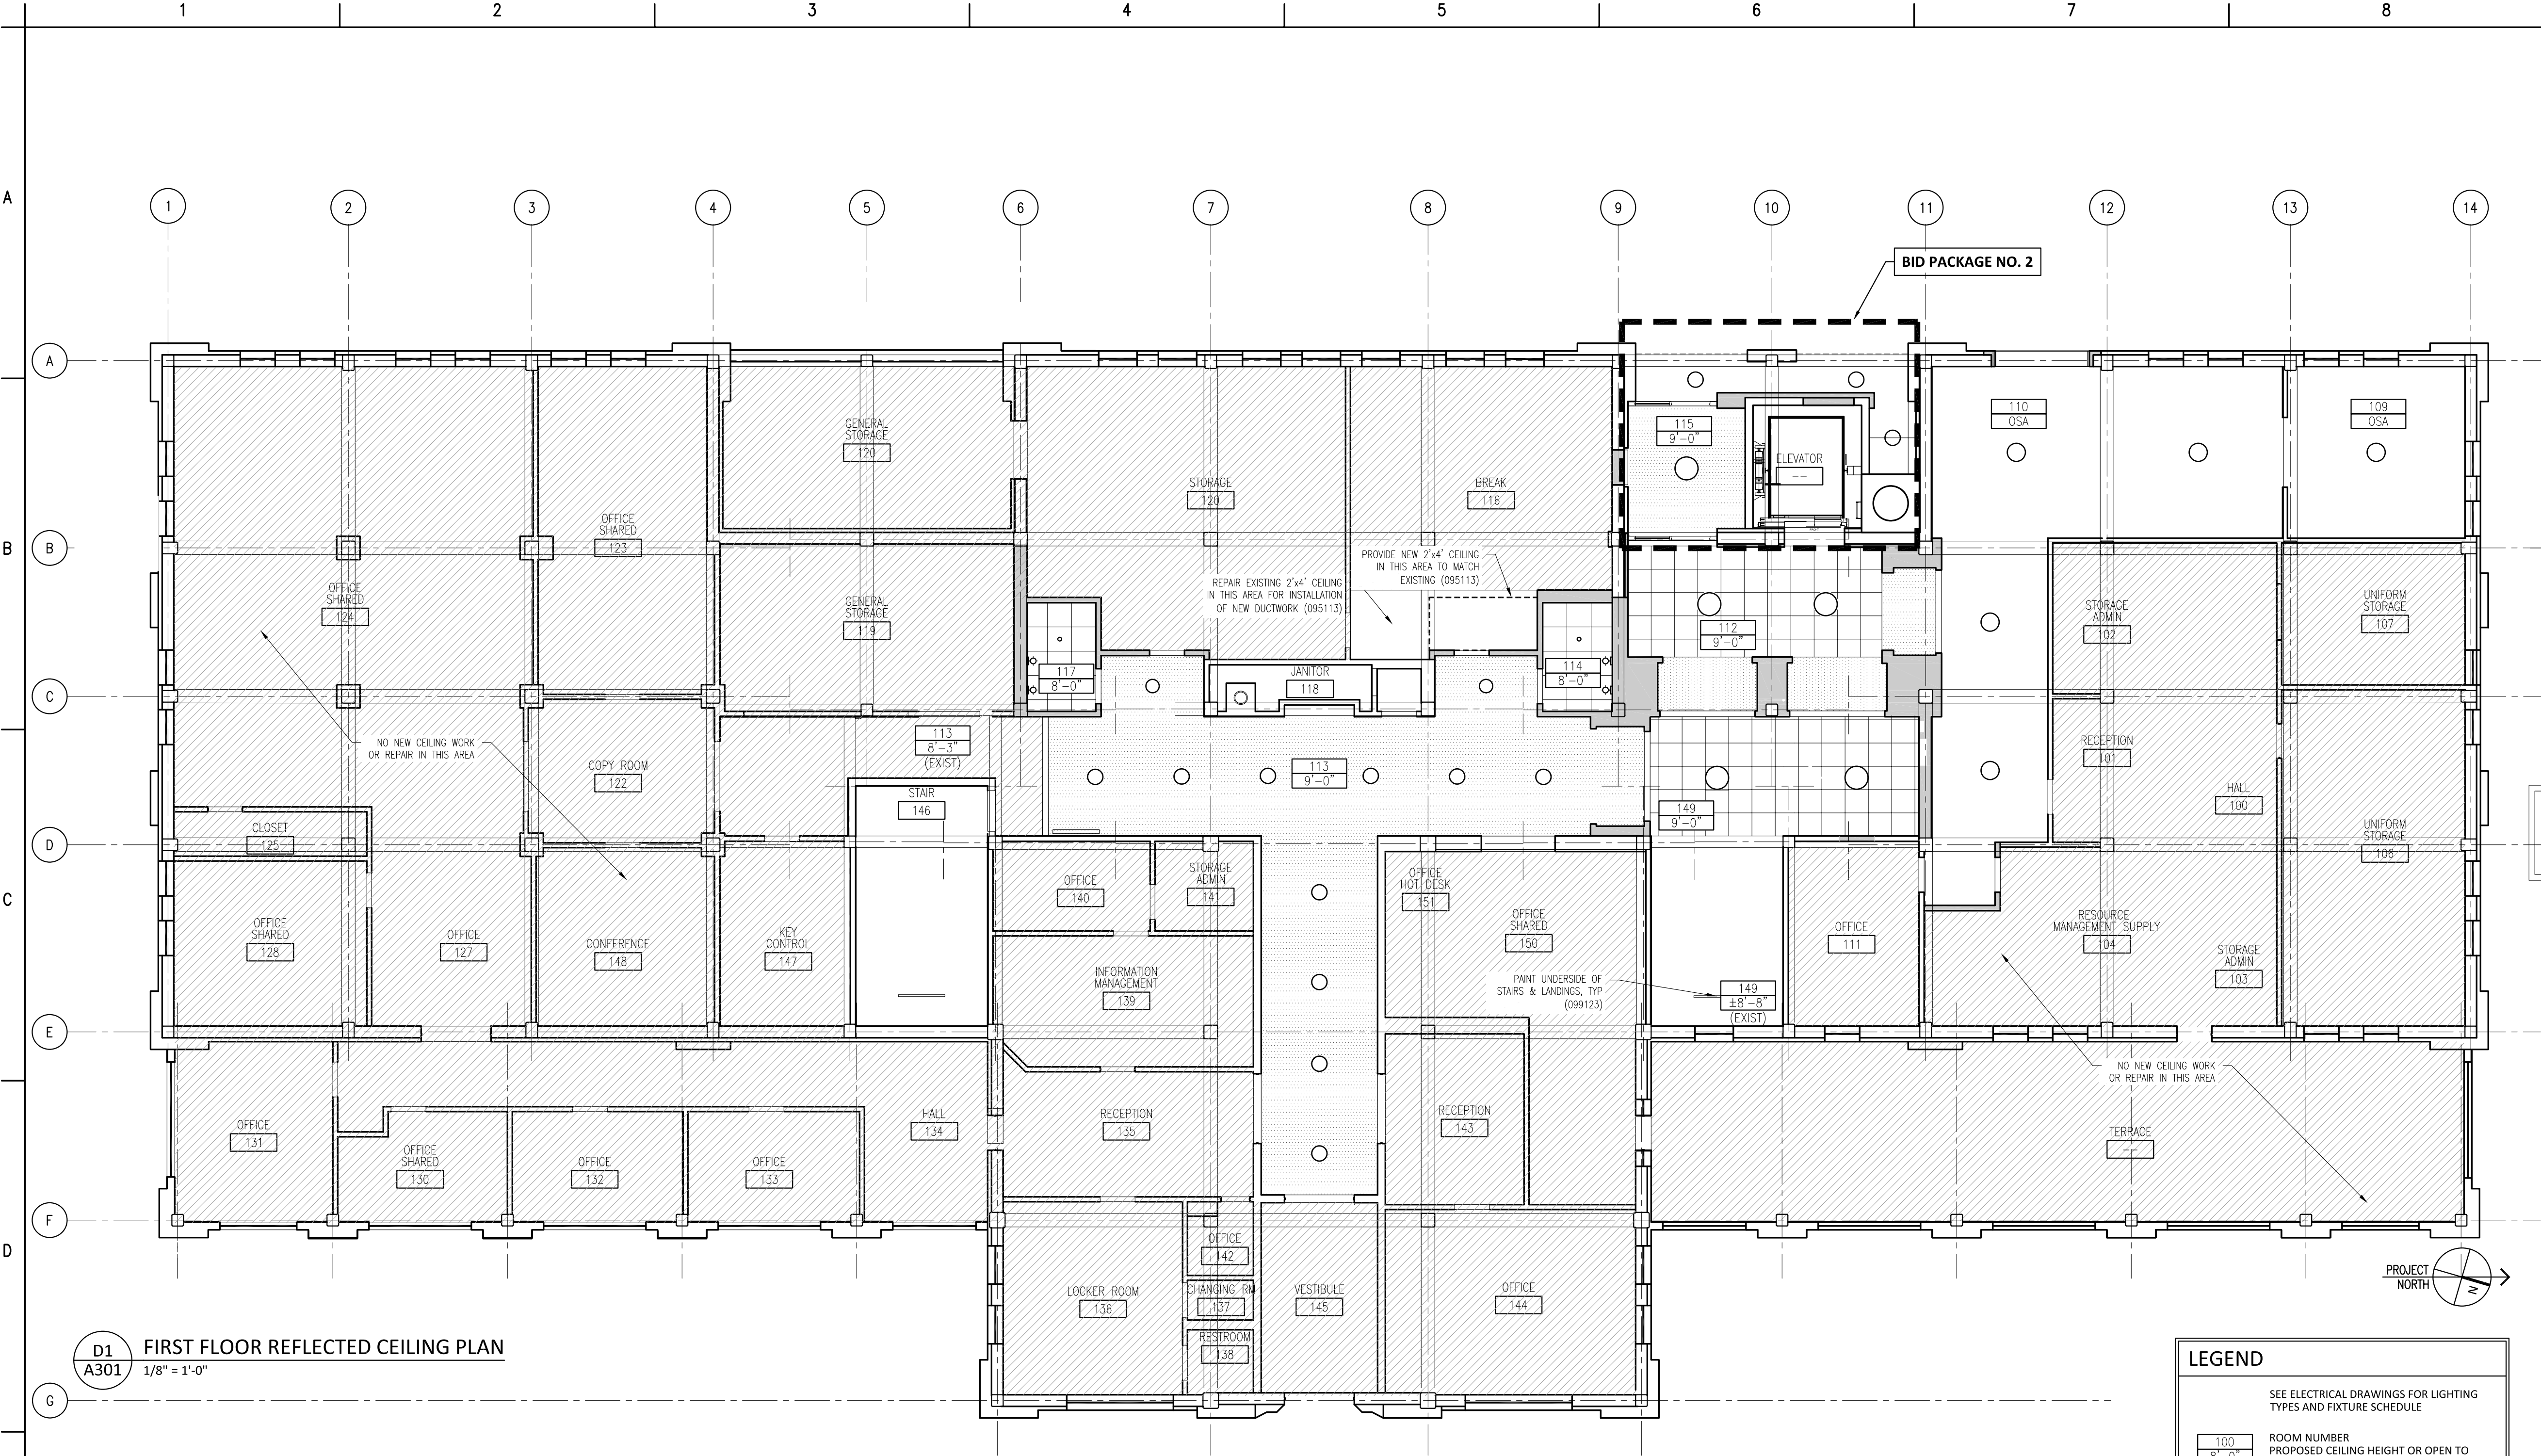 1 2 3 4 5 6 7 8
A
B
C
D
1 2 3 4 5 6 7 8 9 10 11 12 13 14
A
B
C
D
E
F
G
BID PACKAGE NO. 2
GENERAL
STORAGE
120
OFFICE
SHARED
123
OFFICE
SHARED
124
STORAGE
120
BREAK
116
115
9'-0"
ELEVATOR
--
110
OSA
109
OSA
PROVIDE NEW 2'x4' CEILING
IN THIS AREA TO MATCH
EXISTING (095113)
REPAIR EXISTING 2'x4' CEILING
IN THIS AREA FOR INSTALLATION
OF NEW DUCTWORK (095113)
GENERAL
STORAGE
119
117
8'-0"
JANITOR
118
114
8'-0"
112
9'-0"
STORAGE
ADMIN
102
UNIFORM
STORAGE
107
NO NEW CEILING WORK
OR REPAIR IN THIS AREA
COPY ROOM
122
113
8'-3"
(EXIST)
113
9'-0"
STAIR
146
149
9'-0"
RECEPTION
101
HALL
100
UNIFORM
STORAGE
106
CLOSET
125
OFFICE
SHARED
128
OFFICE
127
CONFERENCE
148
KEY
CONTROL
147
OFFICE
140
STORAGE
ADMIN
141
INFORMATION
MANAGEMENT
139
OFFICE
HOT DESK
151
OFFICE
SHARED
150
PAINT UNDERSIDE OF
STAIRS & LANDINGS, TYP
(099123)
149
±8'-8"
(EXIST)
OFFICE
111
RESOURCE
MANAGEMENT SUPPLY
104
STORAGE
ADMIN
103
NO NEW CEILING WORK
OR REPAIR IN THIS AREA
OFFICE
131
OFFICE
SHARED
130
OFFICE
132
OFFICE
133
HALL
134
RECEPTION
135
RECEPTION
143
TERRACE
--
OFFICE
142
LOCKER ROOM
136
CHANGING RM
137
RESTROOM
138
VESTIBULE
145
OFFICE
144
PROJECT
NORTH
N
D1
A301
FIRST FLOOR REFLECTED CEILING PLAN
1/8" = 1'-0"
LEGEND
SEE ELECTRICAL DRAWINGS FOR LIGHTING
TYPES AND FIXTURE SCHEDULE
100
8'-0"
ROOM NUMBER
PROPOSED CEILING HEIGHT OR OPEN TO